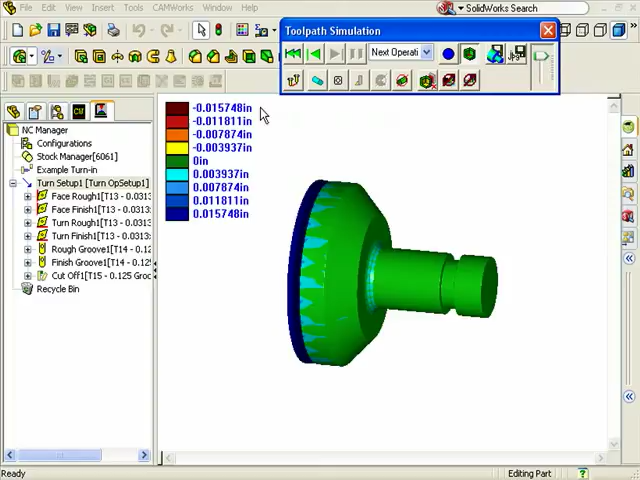 View
Insert
Tools
CAMWorks
Window
Help
SolidWorks Search
Toolpath Simulation
Next Operati
-0.015748in
-0.011811in
-0.007874in
-0.003937in
0in
0.003937in
0.007874in
0.011811in
0.015748in
NC Manager
Configurations
Stock Manager[6061]
Example Turn-in
Turn Setup1 [Turn OpSetup1]
Face Rough1[T13 - 0.0313
Face Finish1[T13 - 0.0313
Turn Rough1[T13 - 0.0313
Turn Finish1[T13 - 0.0313
Rough Groove1[T14 - 0.12
Finish Groove1[T14 - 0.12
Cut Off1[T15 - 0.125 Groo
Recycle Bin
Ready
Editing Part